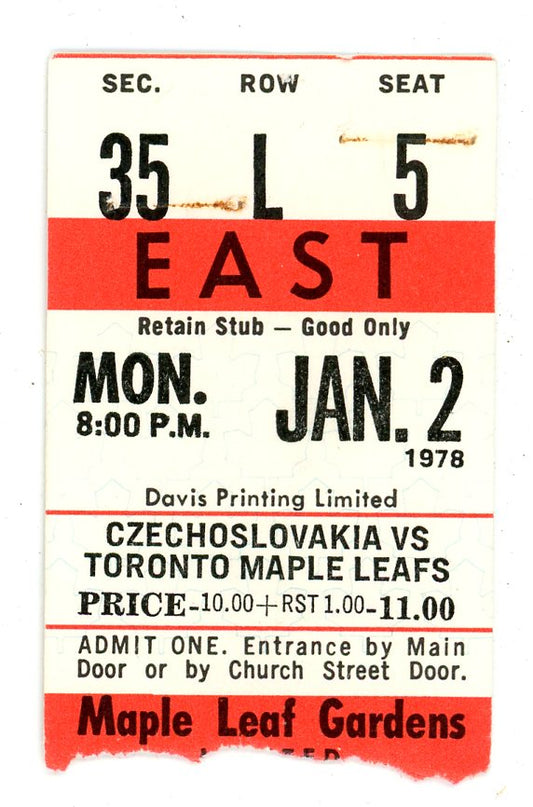 SEC. ROW SEAT
35 L 5
EAST
Retain Stub — Good Only
MON. JAN. 2
8:00 P.M. 1978
Davis Printing Limited
CZECHOSLOVAKIA VS
TORONTO MAPLE LEAFS
PRICE-10.00+RST 1.00-11.00
ADMIT ONE. Entrance by Main
Door or by Church Street Door.
Maple Leaf Gardens